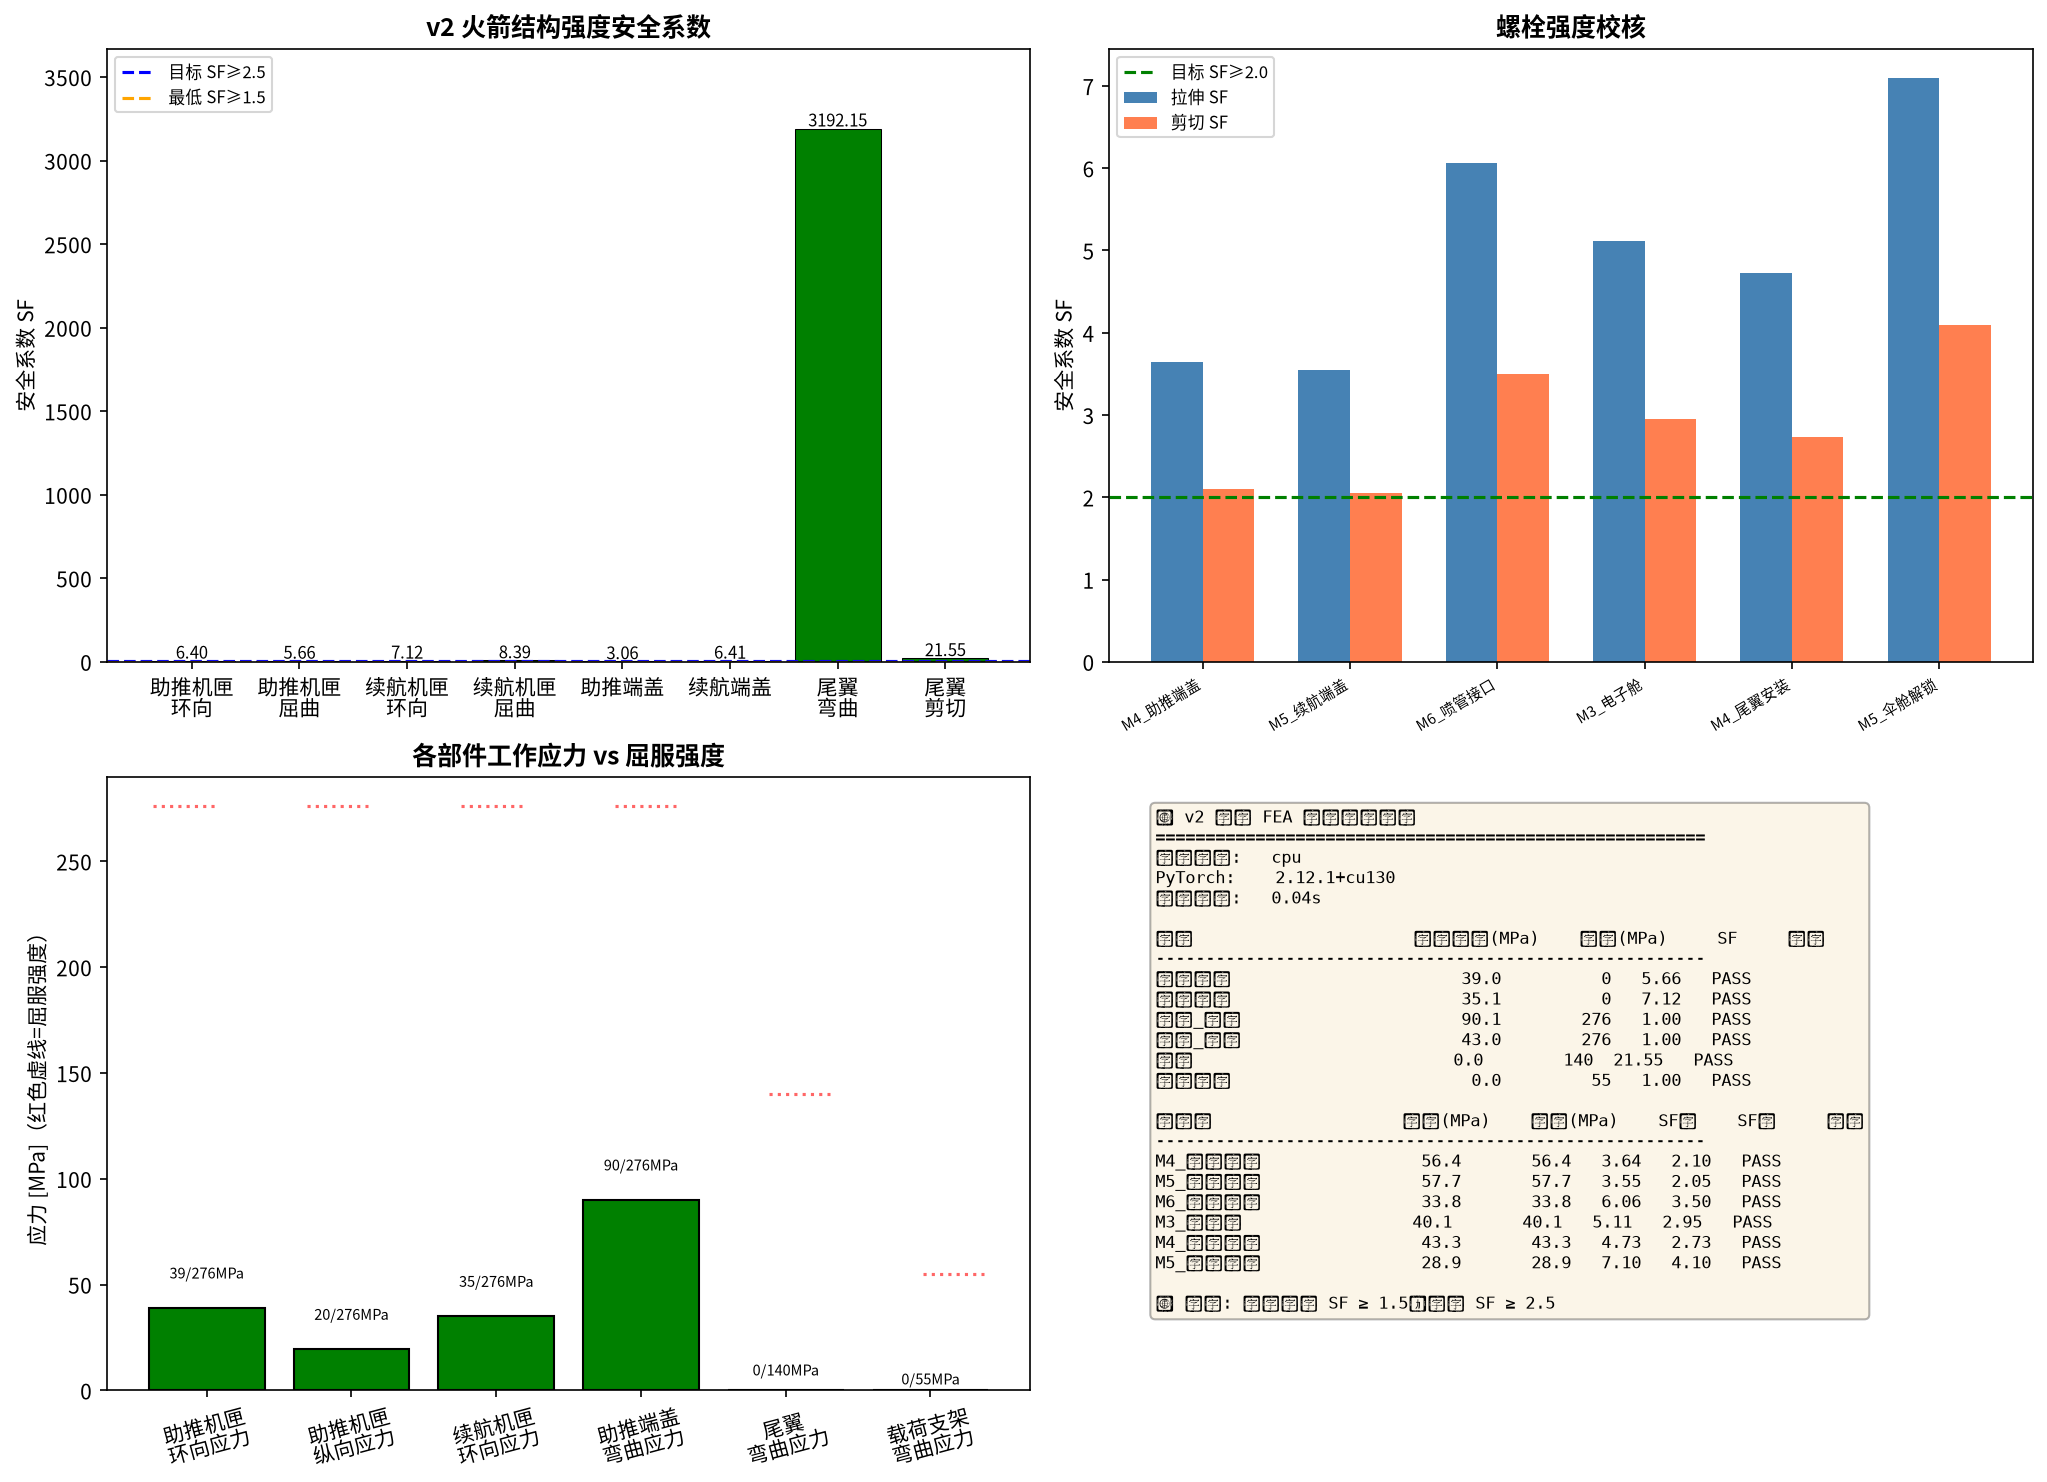 v2 火箭结构强度安全系数
目标 SF≥2.5
最低 SF≥1.5
安全系数 SF
3500
3000
2500
2000
1500
1000
500
0
6.40
5.66
7.12
8.39
3.06
6.41
3192.15
21.55
助推机匣
环向
助推机匣
屈曲
续航机匣
环向
续航机匣
屈曲
助推端盖
续航端盖
尾翼
弯曲
尾翼
剪切
螺栓强度校核
目标 SF≥2.0
拉伸 SF
剪切 SF
安全系数 SF
7
6
5
4
3
2
1
0
M4_助推端盖
M5_续航端盖
M6_喷管接口
M3_电子舱
M4_尾翼安装
M5_伞舱解锁
各部件工作应力 vs 屈服强度
应力 [MPa]（红色虚线=屈服强度）
250
200
150
100
50
0
39/276MPa
20/276MPa
35/276MPa
90/276MPa
0/140MPa
0/55MPa
助推机匣
环向应力
助推机匣
纵向应力
续航机匣
环向应力
助推端盖
弯曲应力
尾翼
弯曲应力
载荷支架
弯曲应力
v2 FEA
========================================================
: cpu
PyTorch: 2.12.1+cu130
: 0.04s
(MPa) (MPa) SF
--------------------------------------------------------
39.0 0 5.66 PASS
35.1 0 7.12 PASS
_ 90.1 276 1.00 PASS
_ 43.0 276 1.00 PASS
0.0 140 21.55 PASS
0.0 55 1.00 PASS
(MPa) (MPa) SF SF
--------------------------------------------------------
M4_ 56.4 56.4 3.64 2.10 PASS
M5_ 57.7 57.7 3.55 2.05 PASS
M6_ 33.8 33.8 6.06 3.50 PASS
M3_ 40.1 40.1 5.11 2.95 PASS
M4_ 43.3 43.3 4.73 2.73 PASS
M5_ 28.9 28.9 7.10 4.10 PASS
: SF ≥ 1.5 SF ≥ 2.5